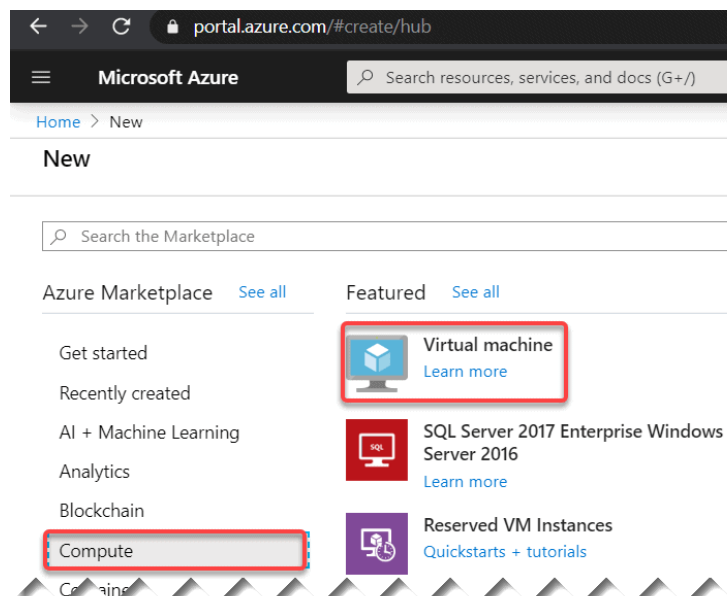 portal.azure.com/#create/hub
Microsoft Azure
Search resources, services, and docs (G+/)
Home > New
New
Search the Marketplace
Azure Marketplace See all
Get started
Recently created
AI + Machine Learning
Analytics
Blockchain
Compute
Featured See all
Virtual machine
Learn more
SQL
SQL Server 2017 Enterprise Windows
Server 2016
Learn more
Reserved VM Instances
Quickstarts + tutorials